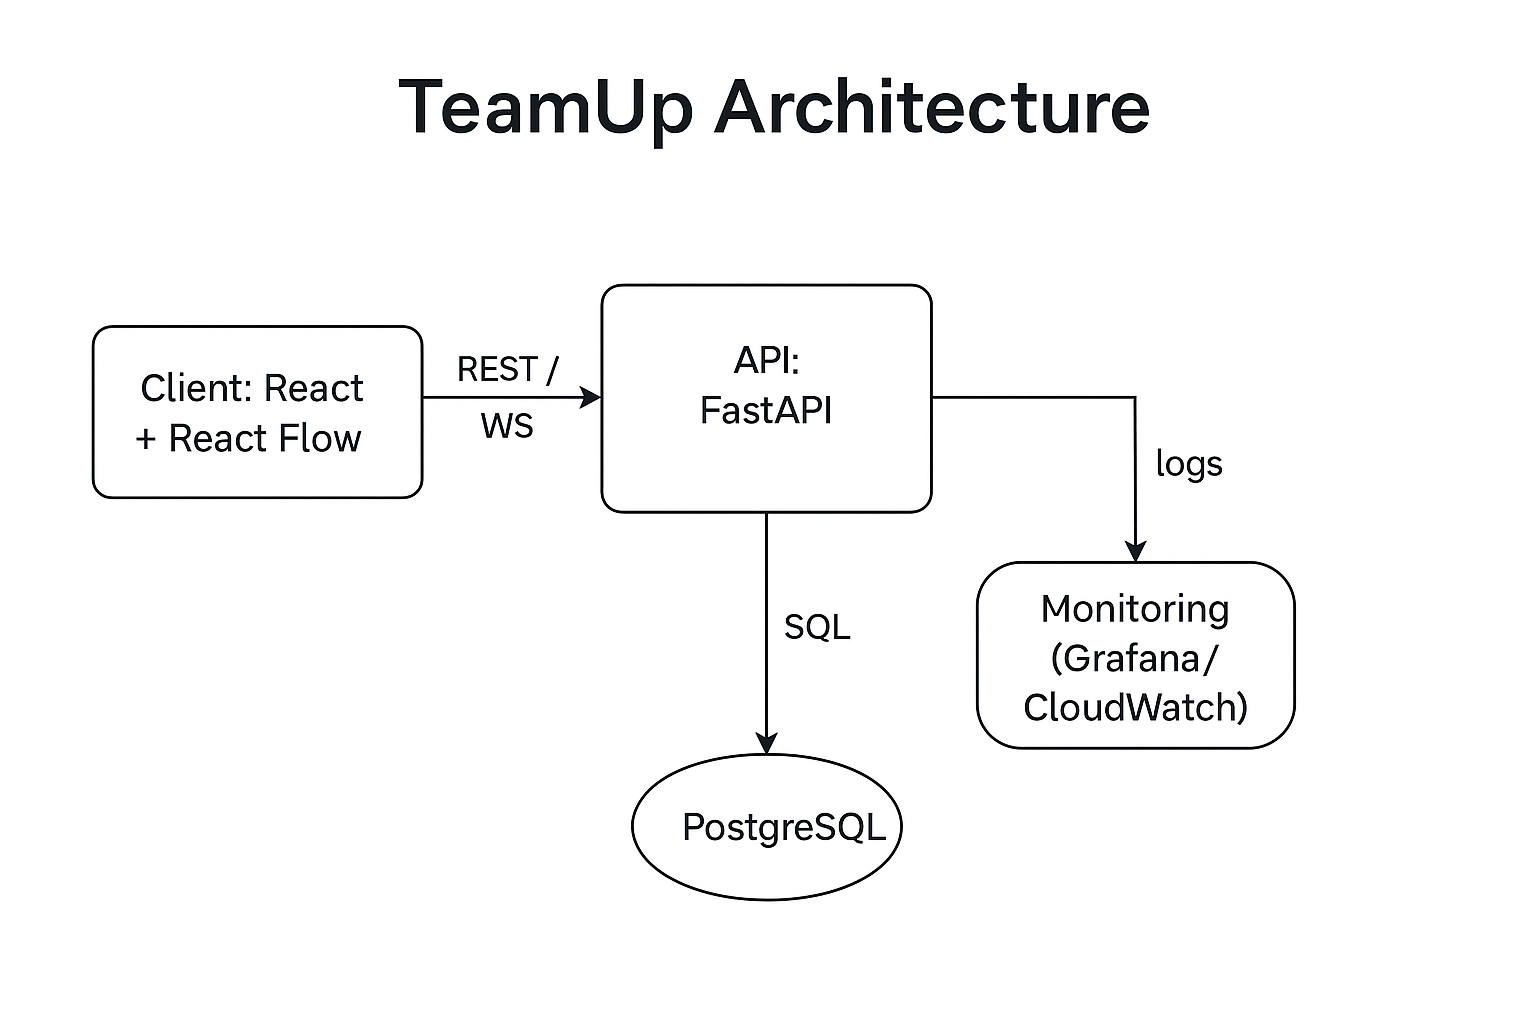 TeamUp Architecture
Client: React
+ React Flow
REST /
WS
API:
FastAPI
logs
SQL
Monitoring
(Grafana/
CloudWatch)
PostgreSQL